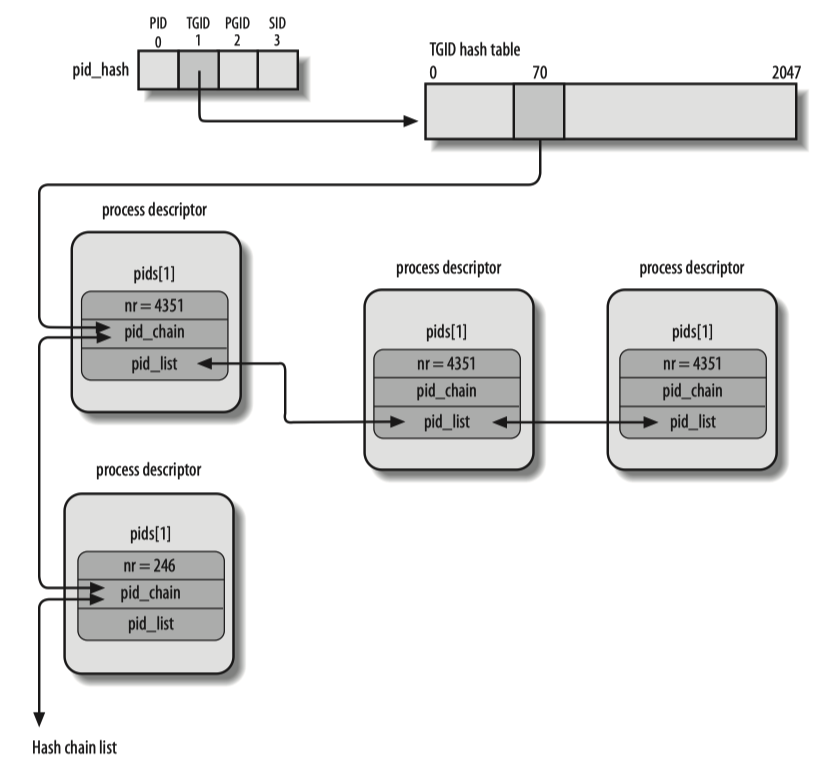 PID TGID PGID SID
0 1 2 3
pid_hash
TGID hash table
0 70 2047
process descriptor
pids[1]
nr = 4351
pid_chain
pid_list
process descriptor
pids[1]
nr = 4351
pid_chain
pid_list
process descriptor
pids[1]
nr = 4351
pid_chain
pid_list
process descriptor
pids[1]
nr = 246
pid_chain
pid_list
Hash chain list